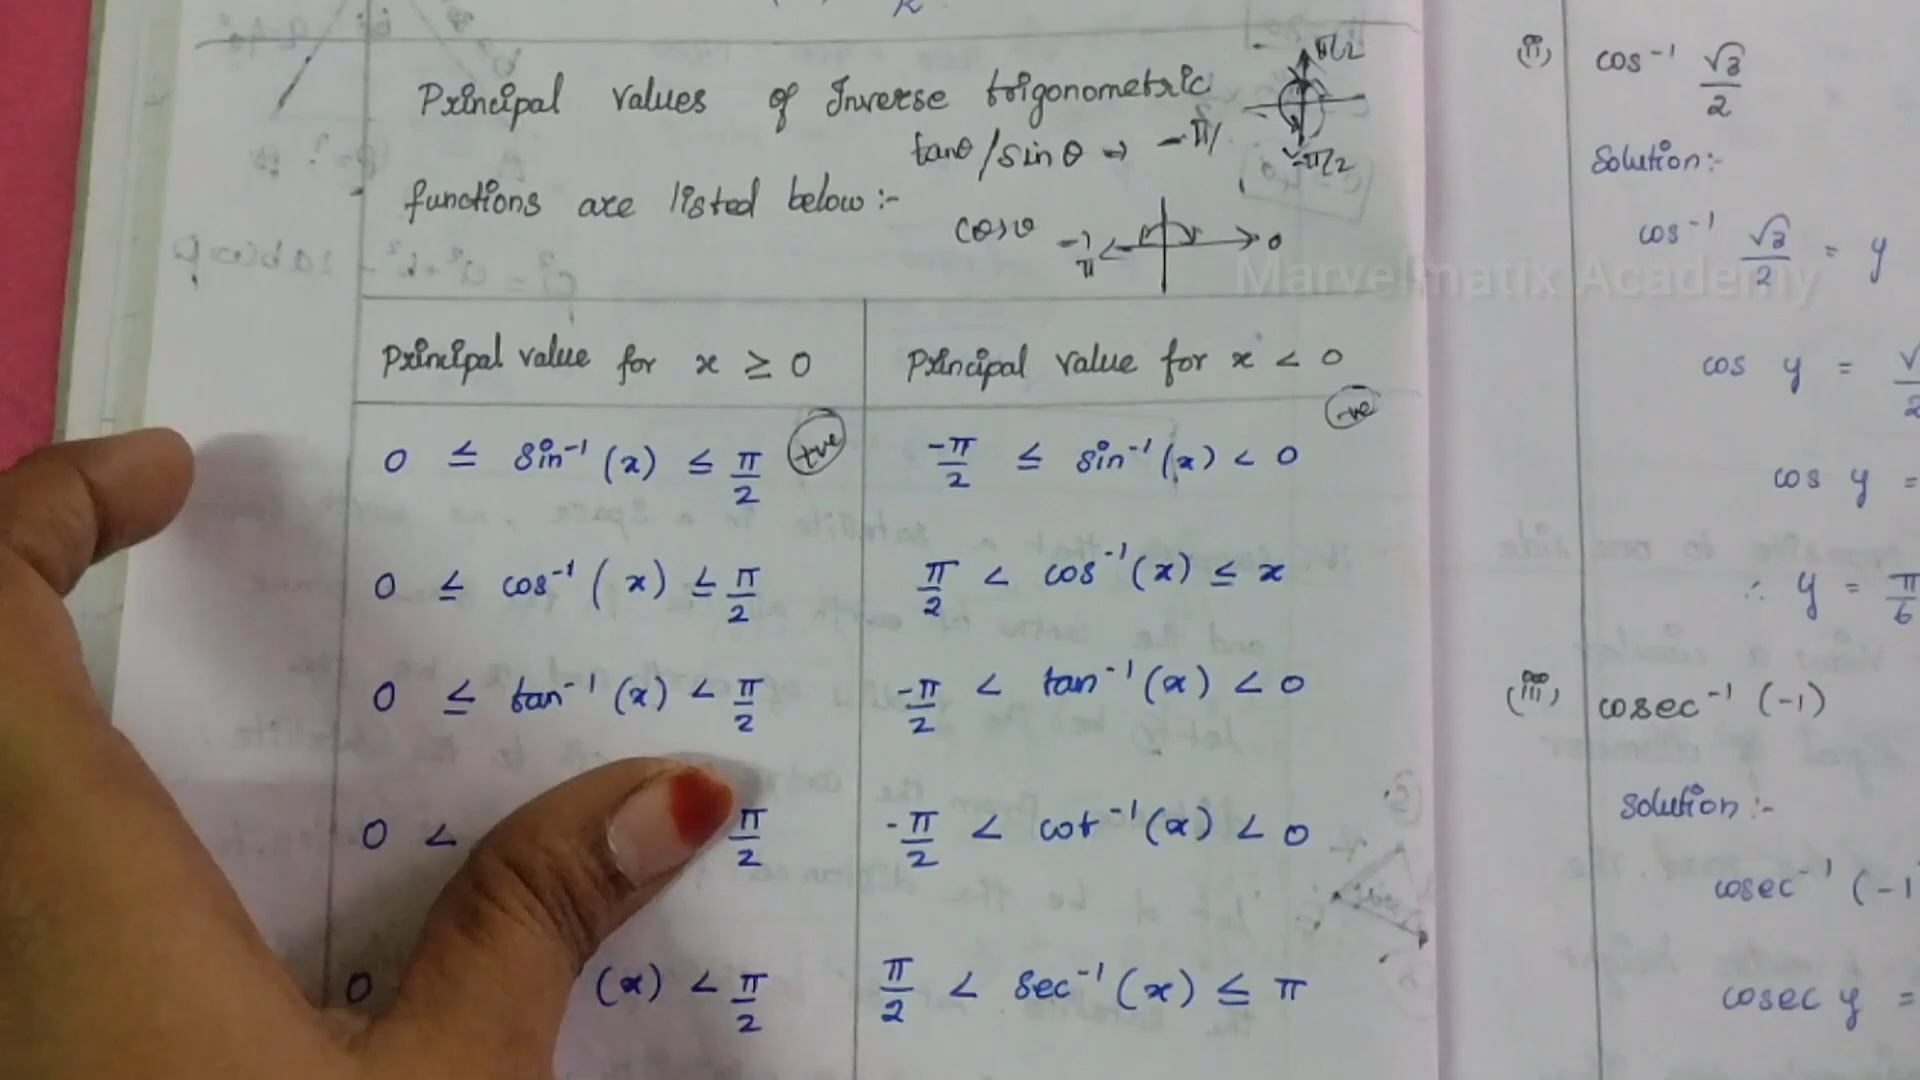 Principal values of Inverse trigonometric
π/2
tanθ/sinθ → -π/2
-π/2
functions are listed below :-
cosθ
π
0
Marvelmatix Academy
Principal value for x ≥ 0
Principal value for x < 0
+ve
-ve
0 ≤ sin⁻¹(x) ≤ π/2
-π/2 ≤ sin⁻¹(x) < 0
0 ≤ cos⁻¹(x) ≤ π/2
π/2 < cos⁻¹(x) ≤ x
0 ≤ tan⁻¹(x) < π/2
-π/2 < tan⁻¹(x) < 0
0 < π/2
-π/2 < cot⁻¹(x) < 0
0 (x) < π/2
π/2 < sec⁻¹(x) ≤ π
(ii) cos⁻¹ √3/2
Solution:-
cos⁻¹ √3/2 = y
cos y = √
cos y =
∴ y = π/6
(iii) cosec⁻¹(-1)
Solution :-
cosec⁻¹(-1
cosec y =